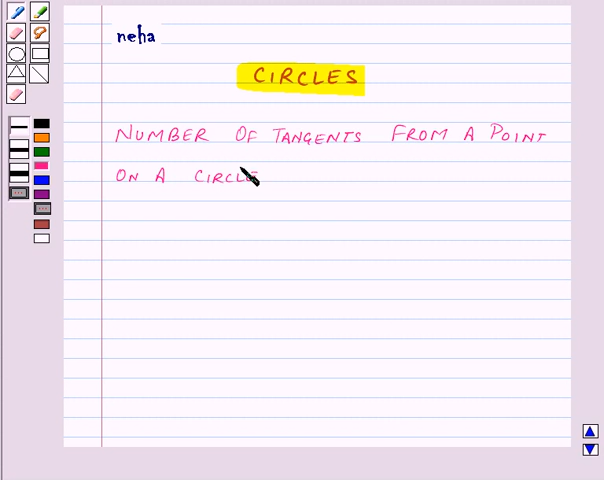 neha
CIRCLES
NUMBER OF TANGENTS FROM A POINT
ON A CIRCLE